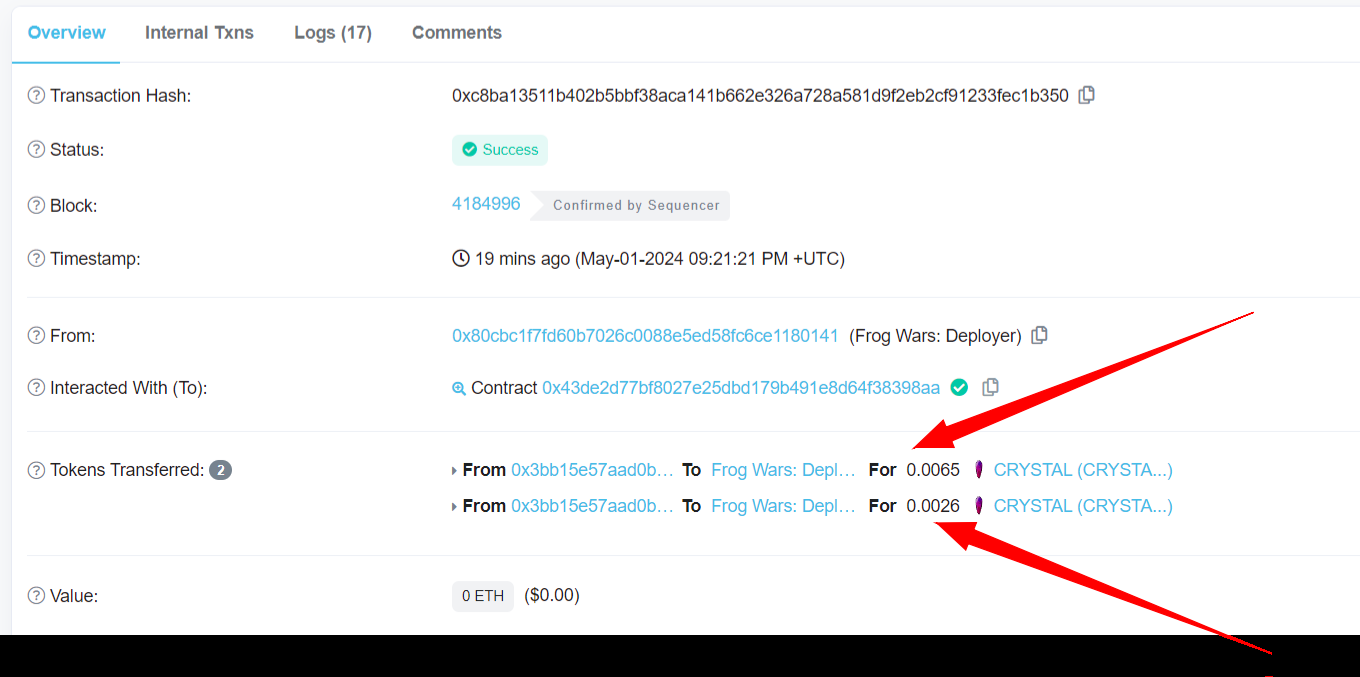 Overview Internal Txns Logs (17) Comments
Transaction Hash: 0xc8ba13511b402b5bbf38aca141b662e326a728a581d9f2eb2cf91233fec1b350
Status: Success
Block: 4184996 Confirmed by Sequencer
Timestamp: 19 mins ago (May-01-2024 09:21:21 PM +UTC)
From: 0x80cbc1f7fd60b7026c0088e5ed58fc6ce1180141 (Frog Wars: Deployer)
Interacted With (To): Contract 0x43de2d77bf8027e25dbd179b491e8d64f38398aa
Tokens Transferred: 2 From 0x3bb15e57aad0b... To Frog Wars: Depl... For 0.0065 CRYSTAL (CRYSTA...)
From 0x3bb15e57aad0b... To Frog Wars: Depl... For 0.0026 CRYSTAL (CRYSTA...)
Value: 0 ETH ($0.00)